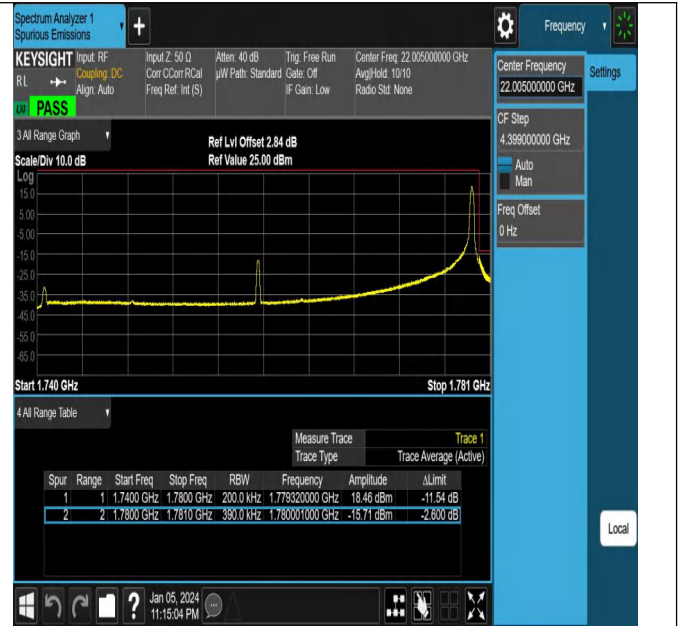 Spectrum Analyzer 1
Spurious Emissions
Frequency
KEYSIGHT
RL
Input: RF
Coupling: DC
Align: Auto
Input Z: 50 Ω
Corr CCorr RCal
Freq Ref: Int (S)
Atten: 40 dB
µW Path: Standard
Trig: Free Run
Gate: Off
IF Gain: Low
Center Freq: 22.005000000 GHz
Avg|Hold: 10/10
Radio Std: None
PASS
3 All Range Graph
Scale/Div 10.0 dB
Ref Lvl Offset 2.84 dB
Ref Value 25.00 dBm
Log
15.0
5.00
-5.00
-15.0
-25.0
-35.0
-45.0
-55.0
-65.0
Start 1.740 GHz
Stop 1.781 GHz
4 All Range Table
Measure Trace Trace 1
Trace Type Trace Average (Active)
Spur Range Start Freq Stop Freq RBW Frequency Amplitude ΔLimit
1 1 1.7400 GHz 1.7800 GHz 200.0 kHz 1.779320000 GHz 18.46 dBm -11.54 dB
2 2 1.7800 GHz 1.7810 GHz 390.0 kHz 1.780001000 GHz -15.71 dBm -2.600 dB
Center Frequency
22.005000000 GHz
Settings
CF Step
4.399000000 GHz
Auto
Man
Freq Offset
0 Hz
Local
?
Jan 05, 2024
11:15:04 PM